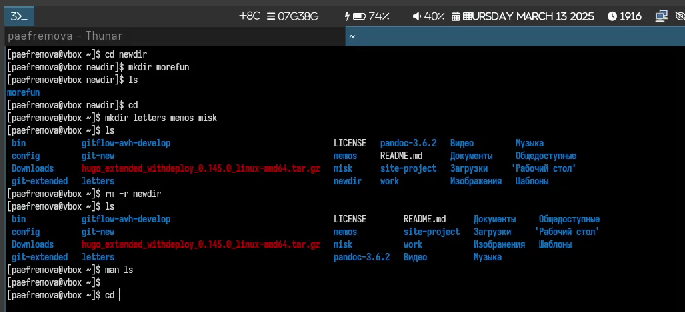 3 +8C 07G38G 74% 40% THURSDAY MARCH 13 2025 1916
paefremova - Thunar ~
[paefremova@vbox ~]$ cd newdir
[paefremova@vbox newdir]$ mkdir morefun
[paefremova@vbox newdir]$ ls
morefun
[paefremova@vbox newdir]$ cd
[paefremova@vbox ~]$ mkdir letters memos misk
[paefremova@vbox ~]$ ls
bin gitflow-avh-develop LICENSE pandoc-3.6.2 Видео Музыка
config git-new memos README.md Документы Общедоступные
Downloads hugo_extended_withdeploy_0.145.0_linux-amd64.tar.gz misk site-project Загрузки 'Рабочий стол'
git-extended letters newdir work Изображения Шаблоны
[paefremova@vbox ~]$ rm -r newdir
[paefremova@vbox ~]$ ls
bin gitflow-avh-develop LICENSE README.md Документы Общедоступные
config git-new memos site-project Загрузки 'Рабочий стол'
Downloads hugo_extended_withdeploy_0.145.0_linux-amd64.tar.gz misk work Изображения Шаблоны
git-extended letters pandoc-3.6.2 Видео Музыка
[paefremova@vbox ~]$ man ls
[paefremova@vbox ~]$
[paefremova@vbox ~]$ cd